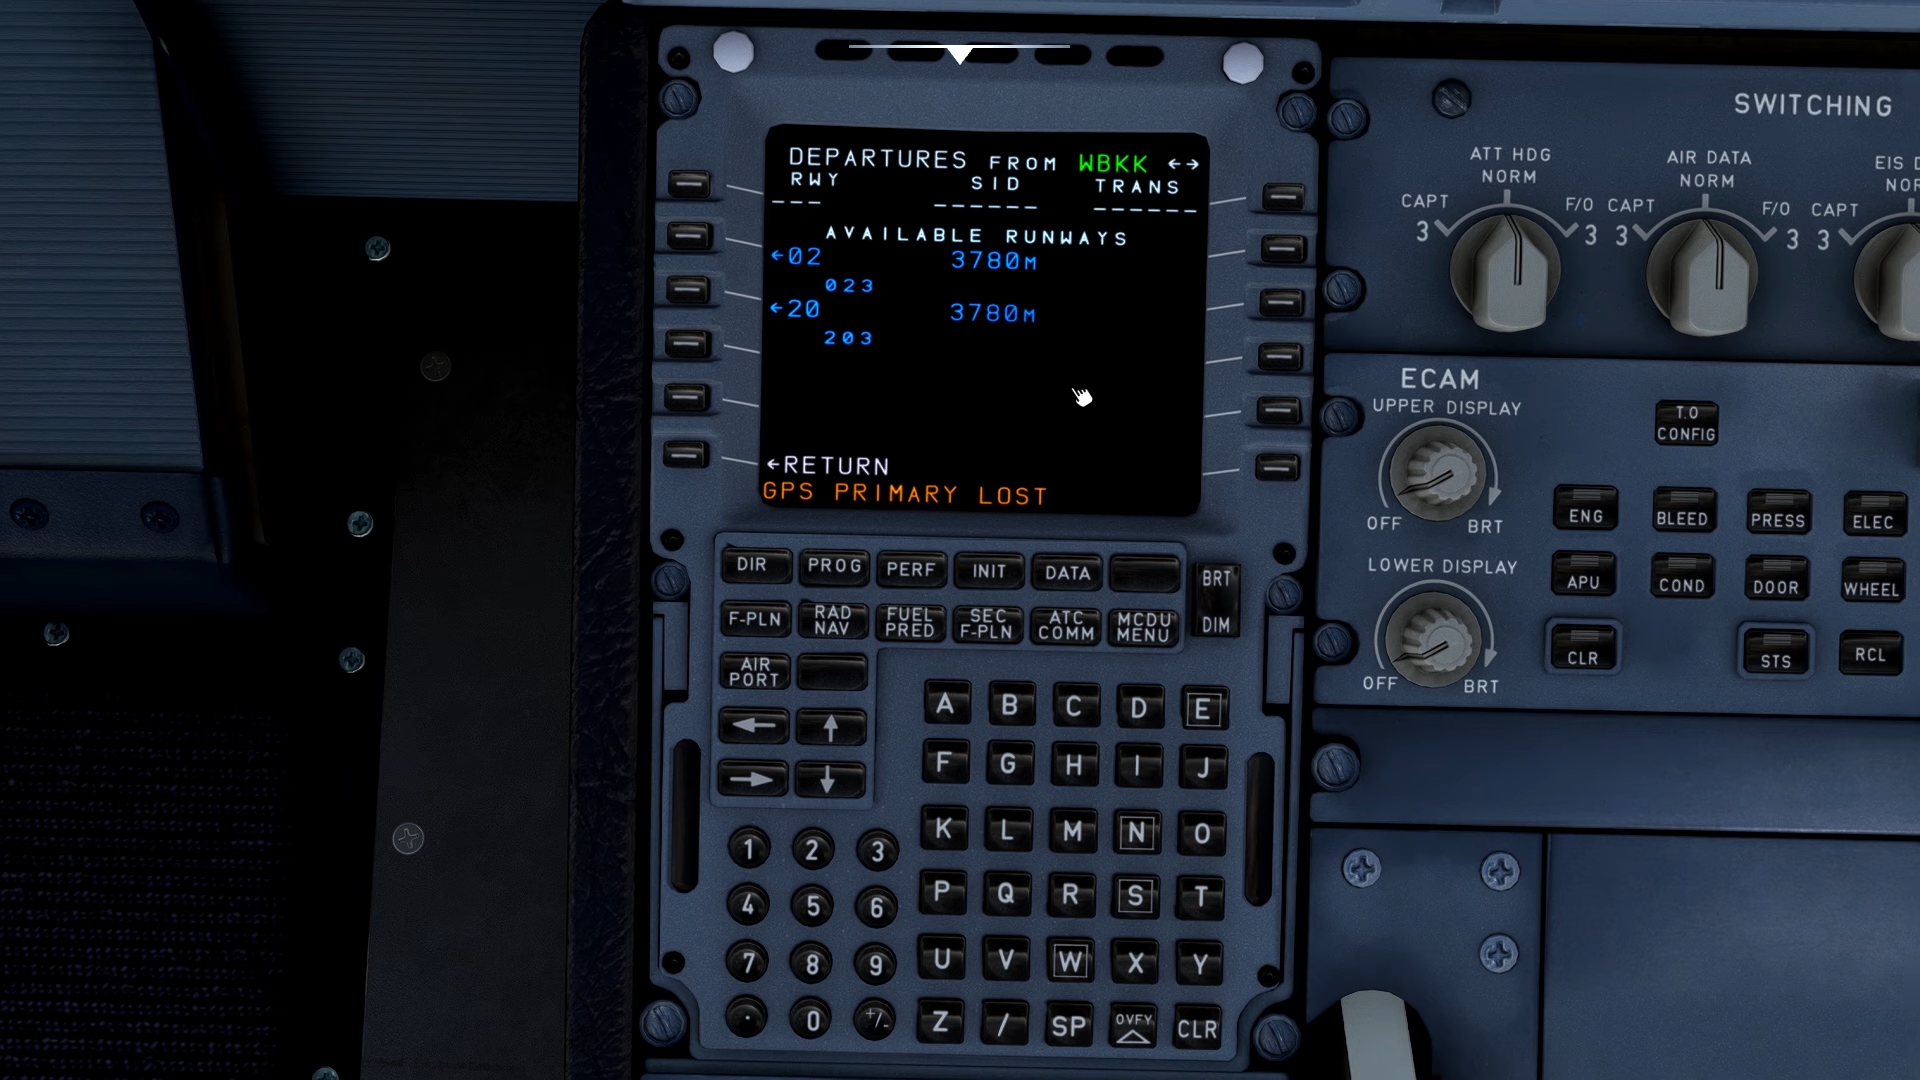 DEPARTURES FROM WBKK ←→
RWY SID TRANS
--- ------ ------
AVAILABLE RUNWAYS
←02 3780M
023
←20 3780M
203
←RETURN
GPS PRIMARY LOST
DIR PROG PERF INIT DATA
BRT
DIM
F-PLN RAD NAV FUEL PRED SEC F-PLN ATC COMM MCDU MENU
AIR PORT
← ↑
→ ↓
A B C D E
F G H I J
K L M N O
P Q R S T
U V W X Y
Z / SP OVFY CLR
1 2 3
4 5 6
7 8 9
. 0 +/-
SWITCHING
ATT HDG
NORM
CAPT
3
F/O
3
AIR DATA
NORM
CAPT
3
F/O
3
CAPT
3
ECAM
UPPER DISPLAY
OFF BRT
LOWER DISPLAY
OFF BRT
T.O
CONFIG
ENG BLEED PRESS ELEC
APU COND DOOR WHEEL
CLR STS RCL